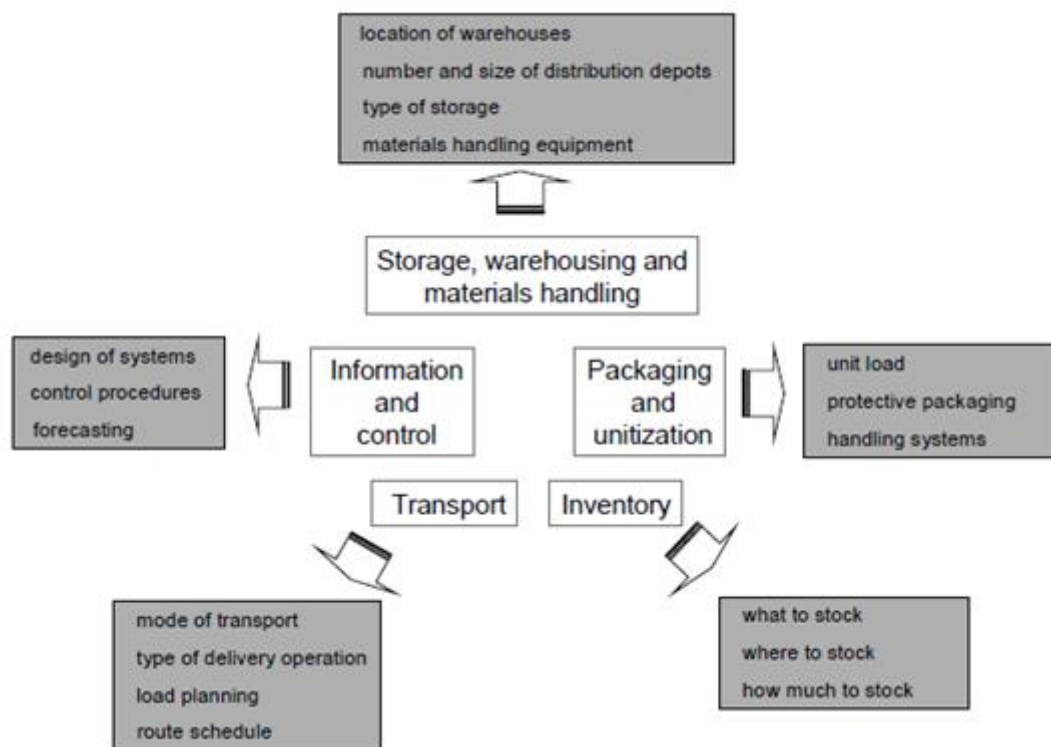 location of warehouses
number and size of distribution depots
type of storage
materials handling equipment
Storage, warehousing and
materials handling
design of systems
control procedures
forecasting
Information
and
control
Packaging
and
unitization
unit load
protective packaging
handling systems
Transport
Inventory
mode of transport
type of delivery operation
load planning
route schedule
what to stock
where to stock
how much to stock